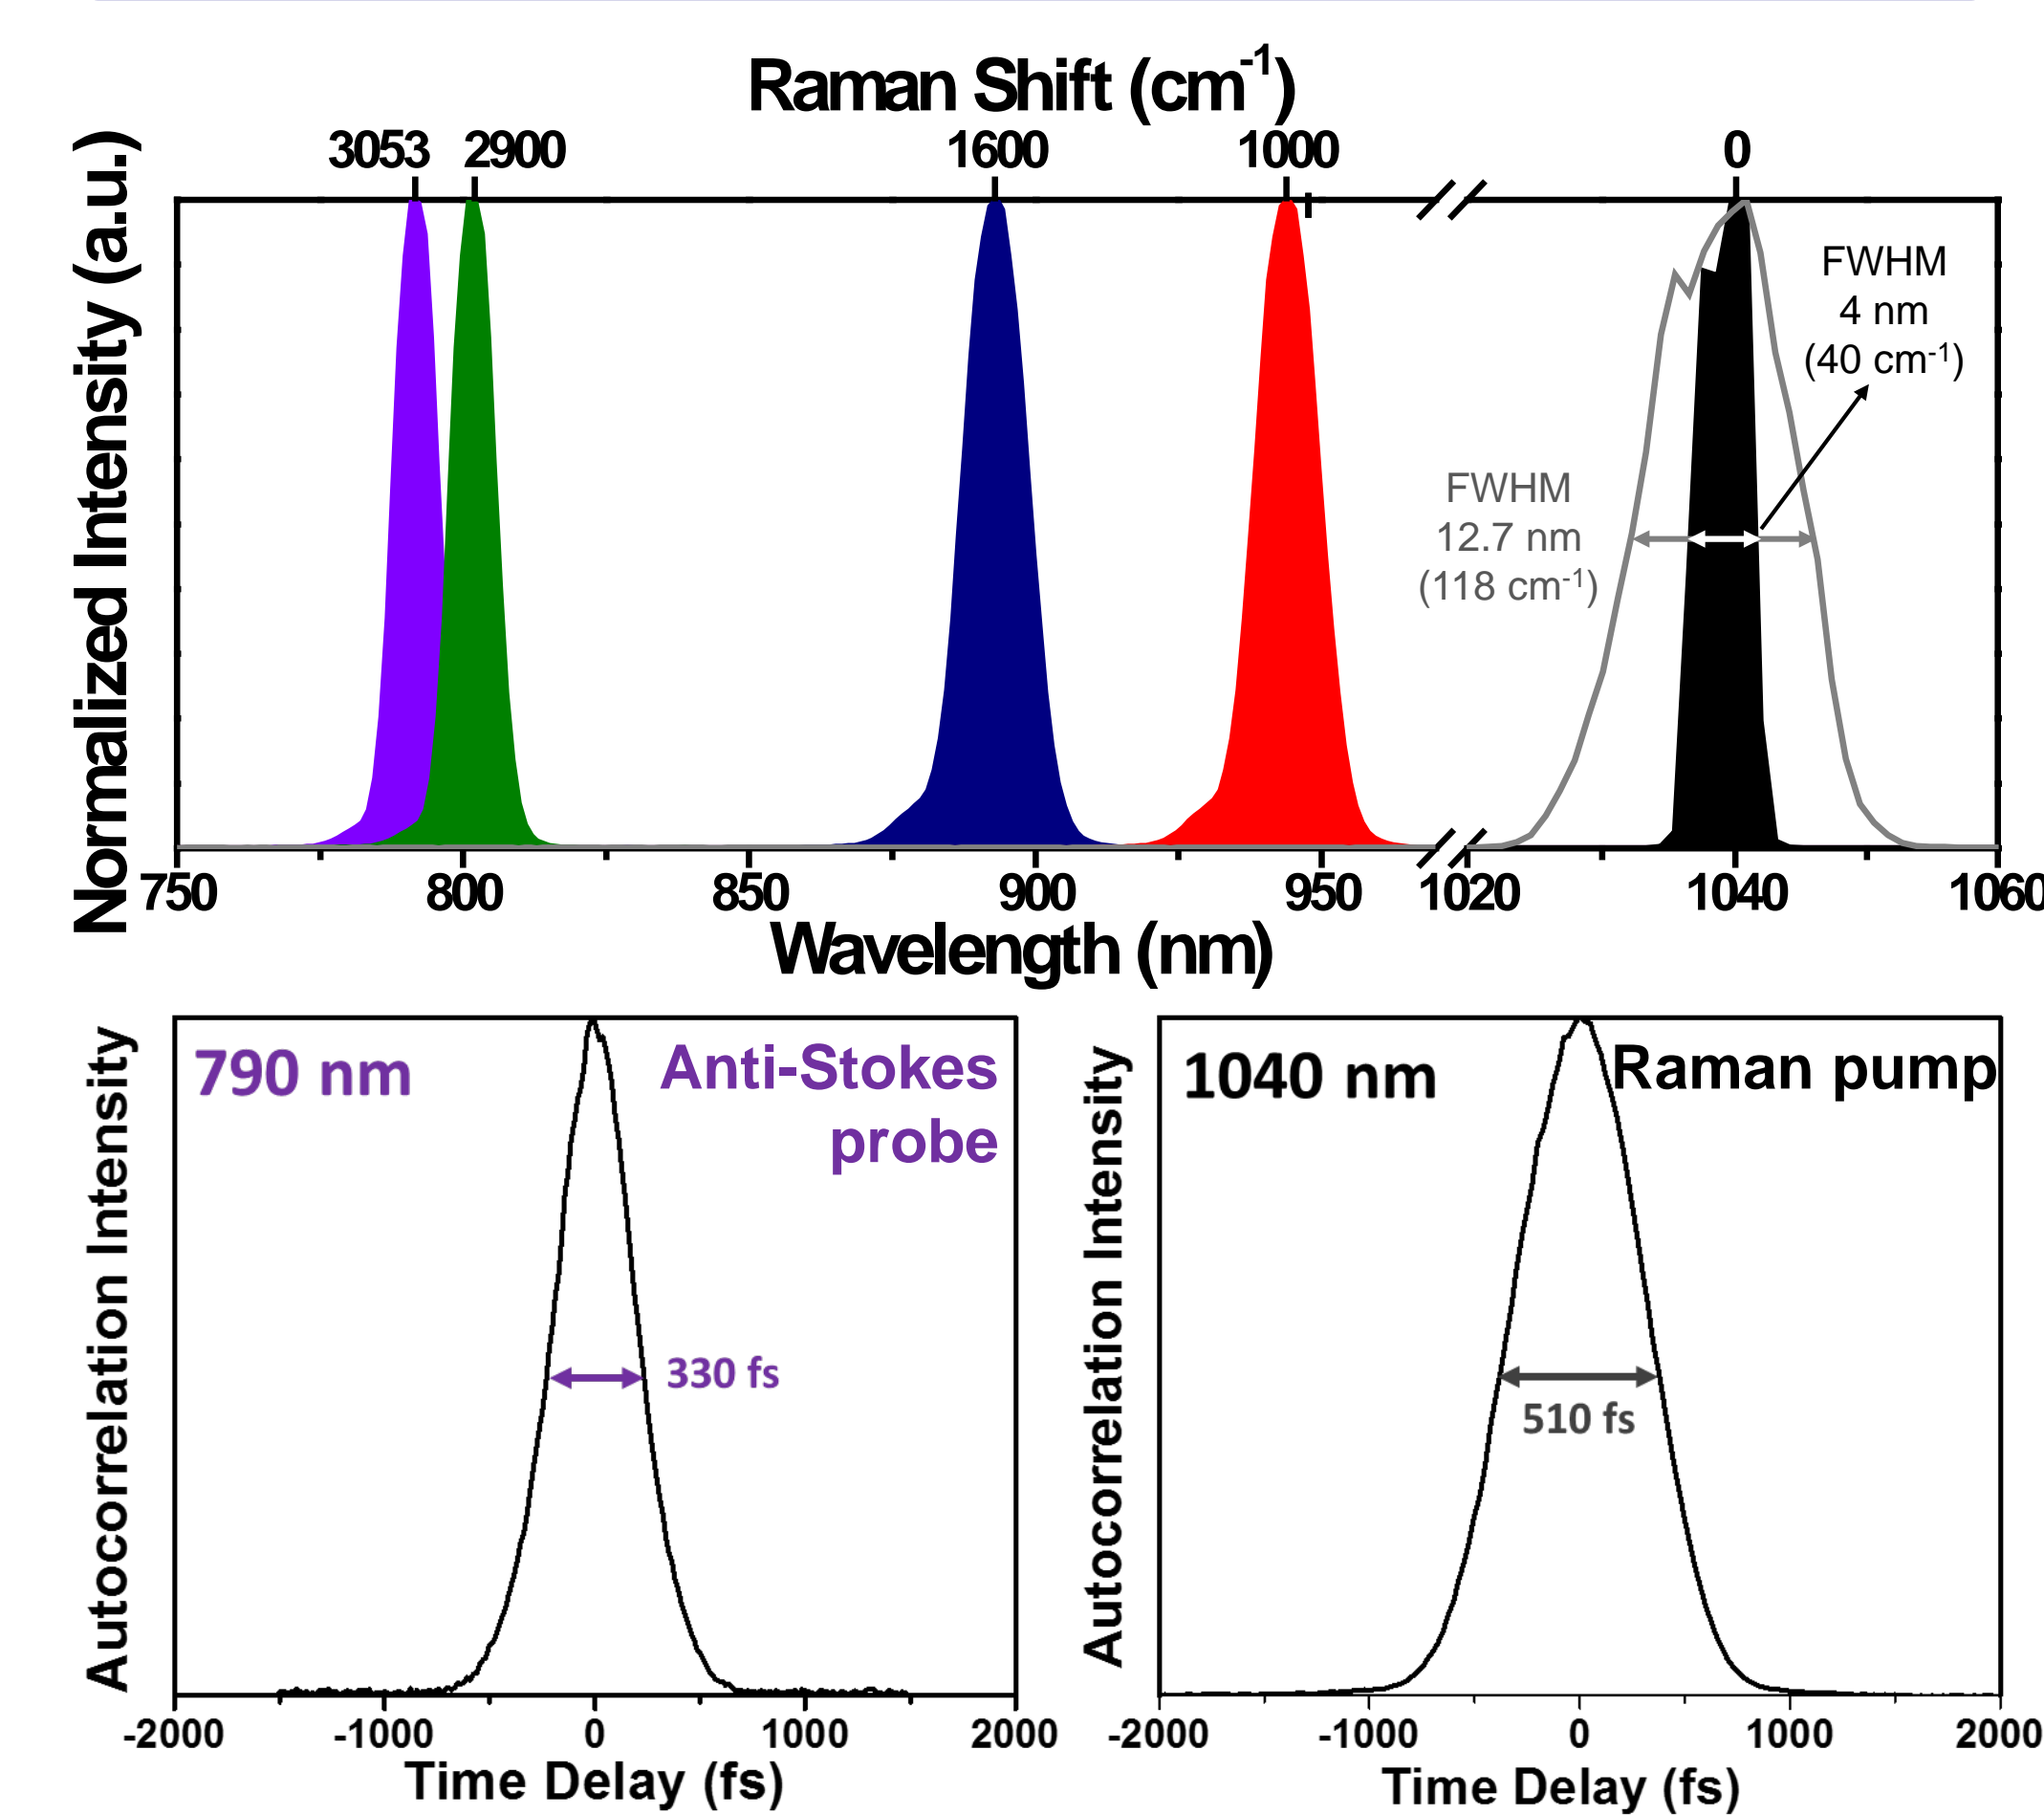 Raman Shift (cm-1)
3053 2900 1600 1000 0
Normalized Intensity (a.u.)
FWHM
4 nm
(40 cm-1)
FWHM
12.7 nm
(118 cm-1)
750 800 850 900 950 1020 1040 1060
Wavelength (nm)
Autocorrelation Intensity
790 nm
Anti-Stokes
probe
330 fs
-2000 -1000 0 1000 2000
Time Delay (fs)
Autocorrelation Intensity
1040 nm
Raman pump
510 fs
-2000 -1000 0 1000 2000
Time Delay (fs)